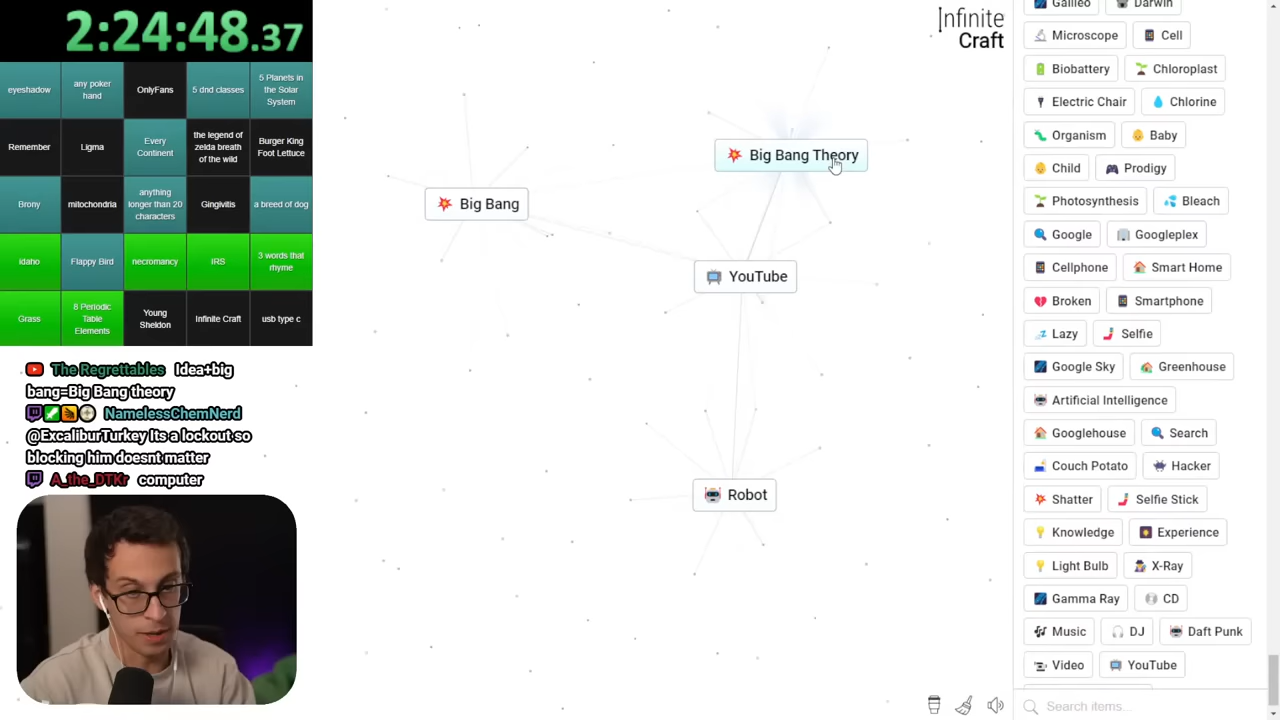 2:24:48.37
eyeshadow
any poker
hand
OnlyFans
5 dnd classes
5 Planets in
the Solar
System
Remember
Ligma
Every
Continent
the legend of
zelda breath
of the wild
Burger King
Foot Lettuce
Brony
mitochondria
anything
longer than 20
characters
Gingivitis
a breed of dog
Idaho
Flappy Bird
necromancy
IRS
3 words that
rhyme
Grass
8 Periodic
Table
Elements
Young
Sheldon
Infinite Craft
usb type c
The Regrettables Idea+big
bang=Big Bang theory
NamelessChemNerd
@ExcaliburTurkey Its a lockout so
blocking him doesnt matter
A_the_DTKr computer
Big Bang
Big Bang Theory
YouTube
Robot
Infinite
Craft
Galileo Darwin
Microscope Cell
Biobattery Chloroplast
Electric Chair Chlorine
Organism Baby
Child Prodigy
Photosynthesis Bleach
Google Googleplex
Cellphone Smart Home
Broken Smartphone
Lazy Selfie
Google Sky Greenhouse
Artificial Intelligence
Googlehouse Search
Couch Potato Hacker
Shatter Selfie Stick
Knowledge Experience
Light Bulb X-Ray
Gamma Ray CD
Music DJ Daft Punk
Video YouTube
Search items...